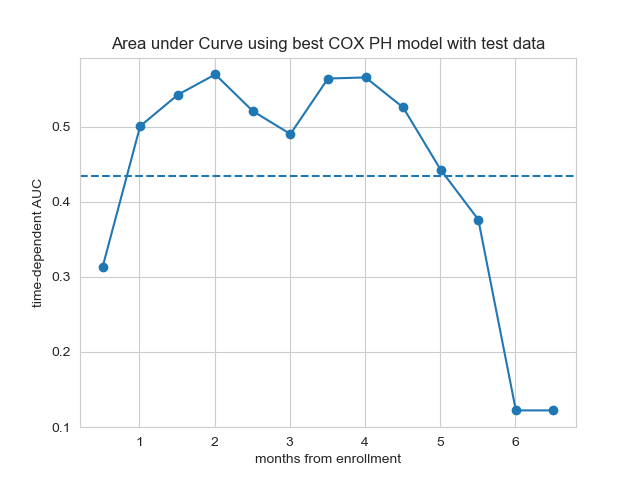 Area under Curve using best COX PH model with test data
time-dependent AUC
0.5
0.4
0.3
0.2
0.1
1 2 3 4 5 6
months from enrollment